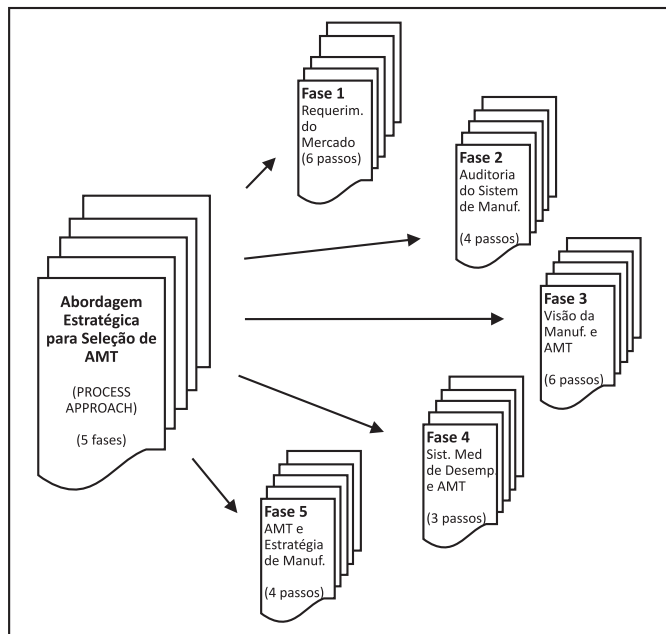 Fase 1
Requerim.
do
Mercado
(6 passos)
Fase 2
Auditoria
do Sistem
de Manuf.
(4 passos)
Abordagem
Estratégica
para Seleção de
AMT
(PROCESS
APPROACH)
(5 fases)
Fase 3
Visão da
Manuf. e
AMT
(6 passos)
Fase 4
Sist. Med
de Desemp.
e AMT
(3 passos)
Fase 5
AMT e
Estratégia
de Manuf.
(4 passos)